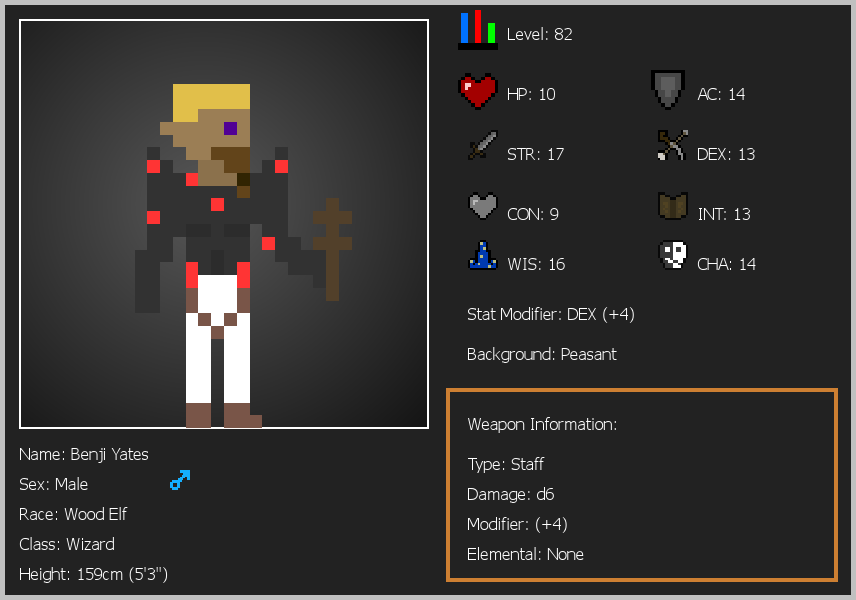 Level: 82
HP: 10
AC: 14
STR: 17
DEX: 13
CON: 9
INT: 13
WIS: 16
CHA: 14
Stat Modifier: DEX (+4)
Background: Peasant
Weapon Information:
Type: Staff
Damage: d6
Modifier: (+4)
Elemental: None
Name: Benji Yates
Sex: Male
Race: Wood Elf
Class: Wizard
Height: 159cm (5'3")